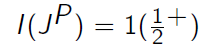 I(J^P) = 1(1/2^+)